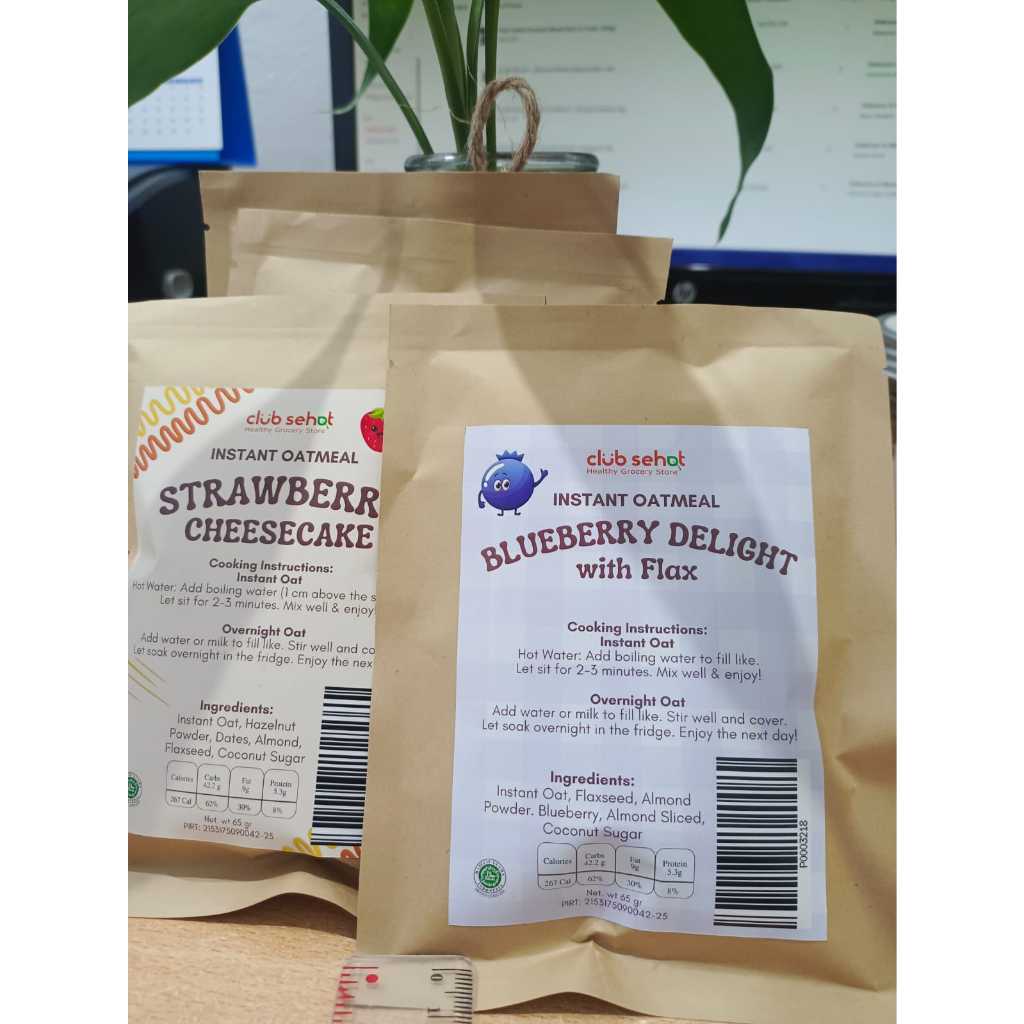 club sehat
Healthy Grocery Store
INSTANT OATMEAL
STRAWBERR
CHEESECAKE
Cooking Instructions:
Instant Oat
Hot Water: Add boiling water (1 cm above the s
Let sit for 2-3 minutes. Mix well & enjoy
Overnight Oat
Add water or milk to fill like. Stir well and co
Let soak overnight in the fridge. Enjoy the nex
Ingredients:
Instant Oat, Hazelnut
Powder, Dates, Almond,
Flaxseed, Coconut Sugar
Calories Carbs Fat Protein
42.2 g 9g 5.3g
267 Cal 62% 30% 8%
Net. wt 65 gr
PIRT: 2153175090042-25
club sehat
Healthy Grocery Store
INSTANT OATMEAL
BLUEBERRY DELIGHT
with Flax
Cooking Instructions:
Instant Oat
Hot Water: Add boiling water to fill like.
Let sit for 2-3 minutes. Mix well & enjoy!
Overnight Oat
Add water or milk to fill like. Stir well and cover.
Let soak overnight in the fridge. Enjoy the next day!
Ingredients:
Instant Oat, Flaxseed, Almond
Powder. Blueberry, Almond Sliced,
Coconut Sugar
Calories Carbs Fat Protein
42.2 g 9g 5.3g
267 Cal 62% 30% 8%
Net. wt 65 gr
PIRT: 2153175090042-25
P0003218
0